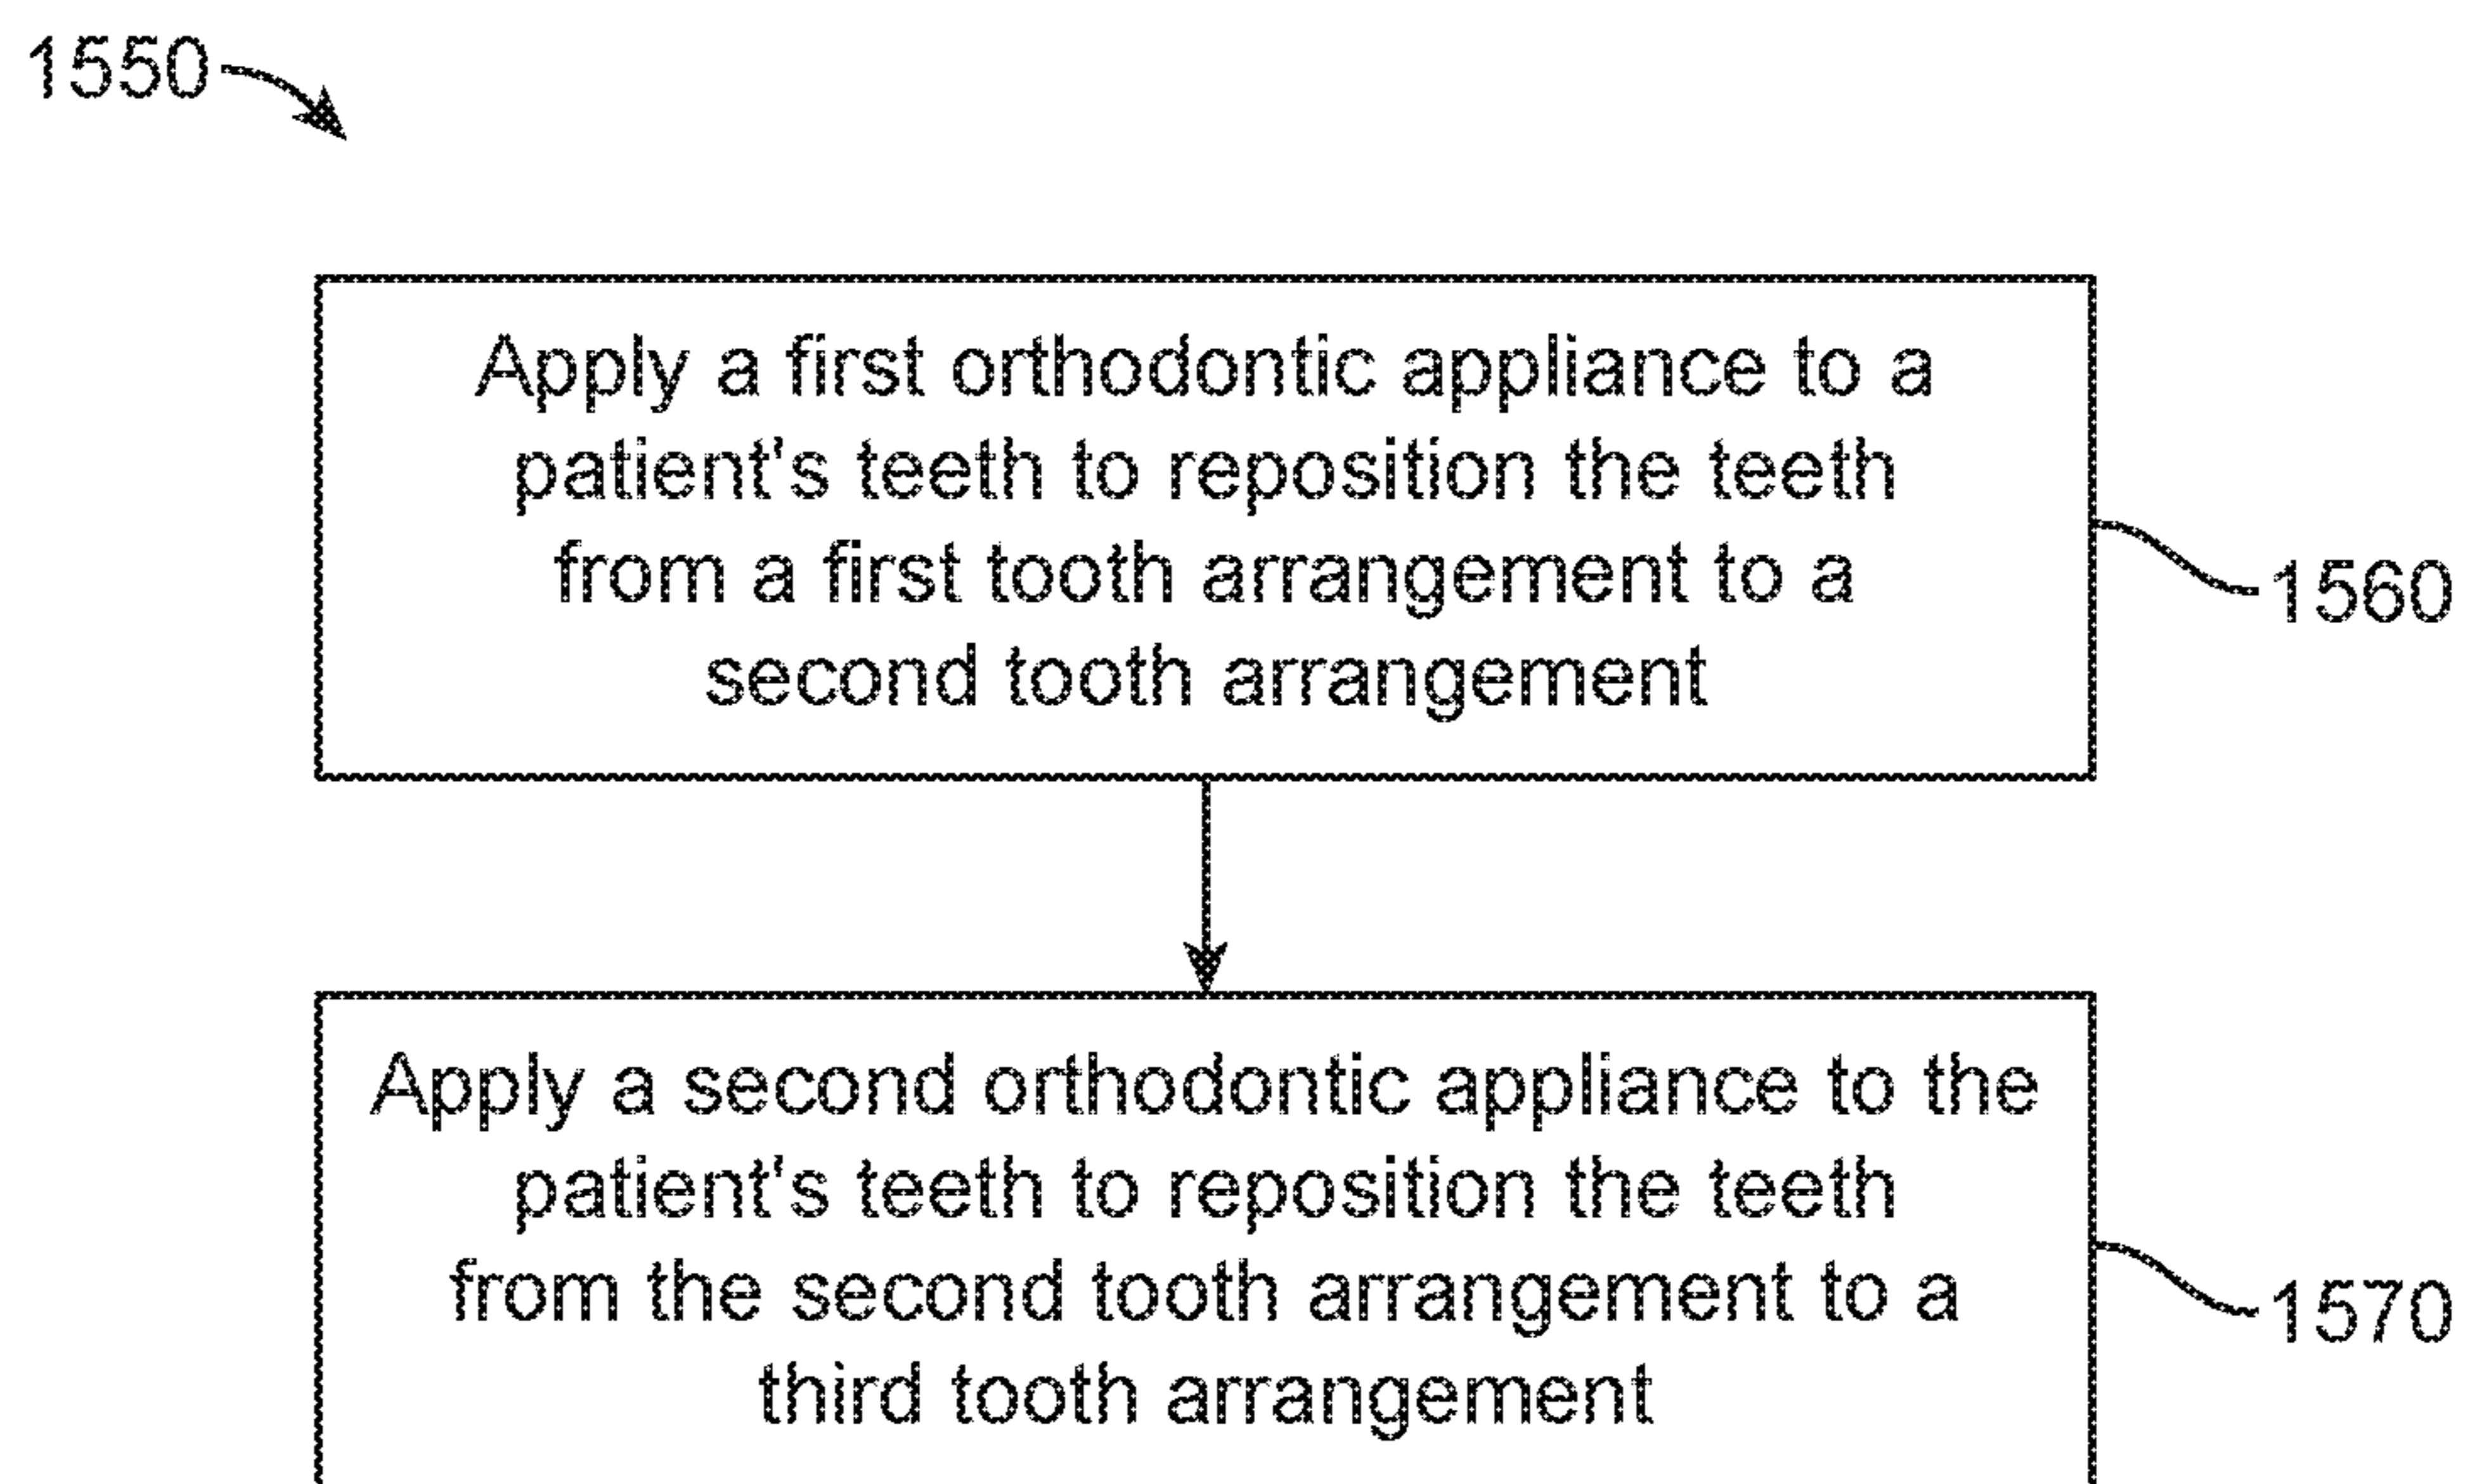 1550
Apply a first orthodontic appliance to a
patient's teeth to reposition the teeth
from a first tooth arrangement to a
second tooth arrangement
1560
Apply a second orthodontic appliance to the
patient's teeth to reposition the teeth
from the second tooth arrangement to a
third tooth arrangement
1570